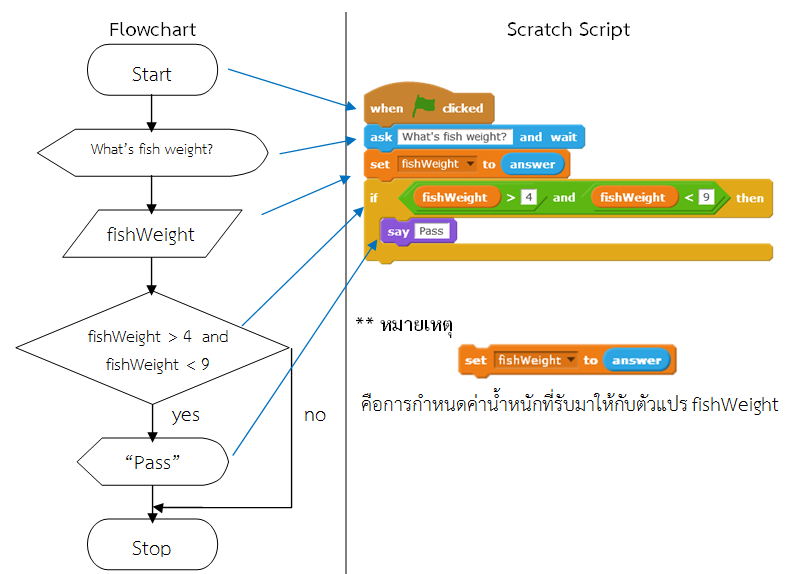 Flowchart
Start
What's fish weight?
fishWeight
fishWeight > 4 and
fishWeight < 9
yes
no
“Pass”
Stop
Scratch Script
when clicked
ask What's fish weight? and wait
set fishWeight to answer
if fishWeight > 4 and fishWeight < 9 then
say Pass
** หมายเหตุ
set fishWeight to answer
คือการกำหนดค่าน้ำหนักที่รับมาให้กับตัวแปร fishWeight